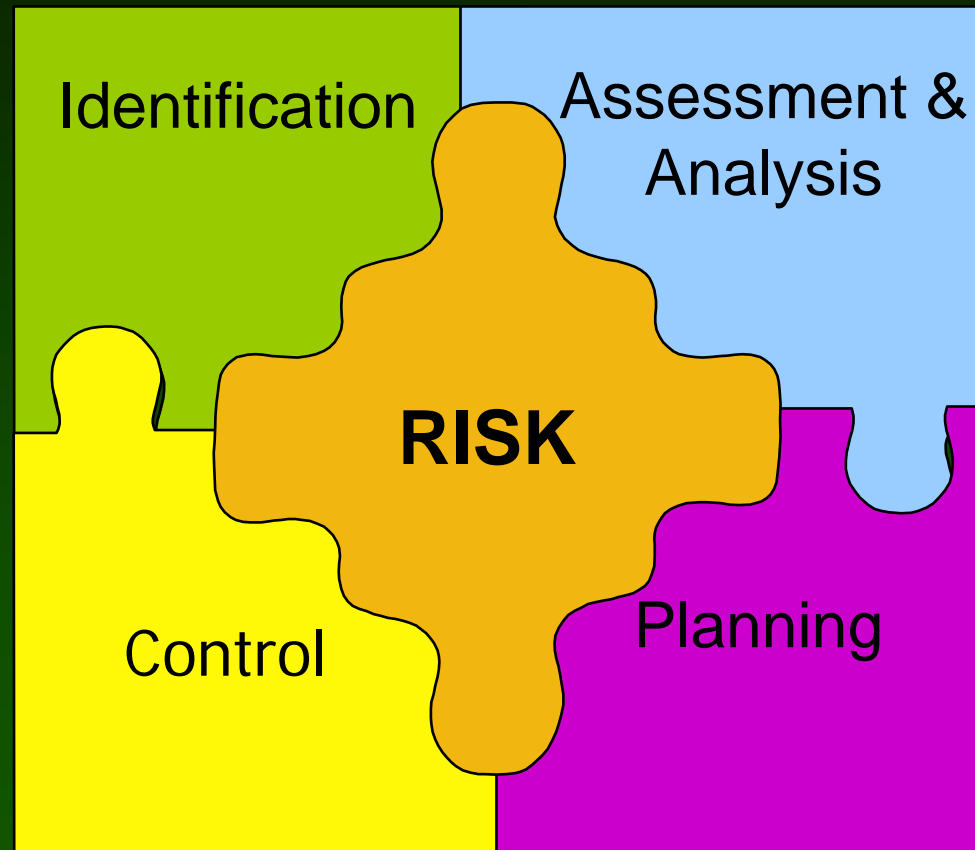 Identification
Assessment &
Analysis
RISK
Control
Planning